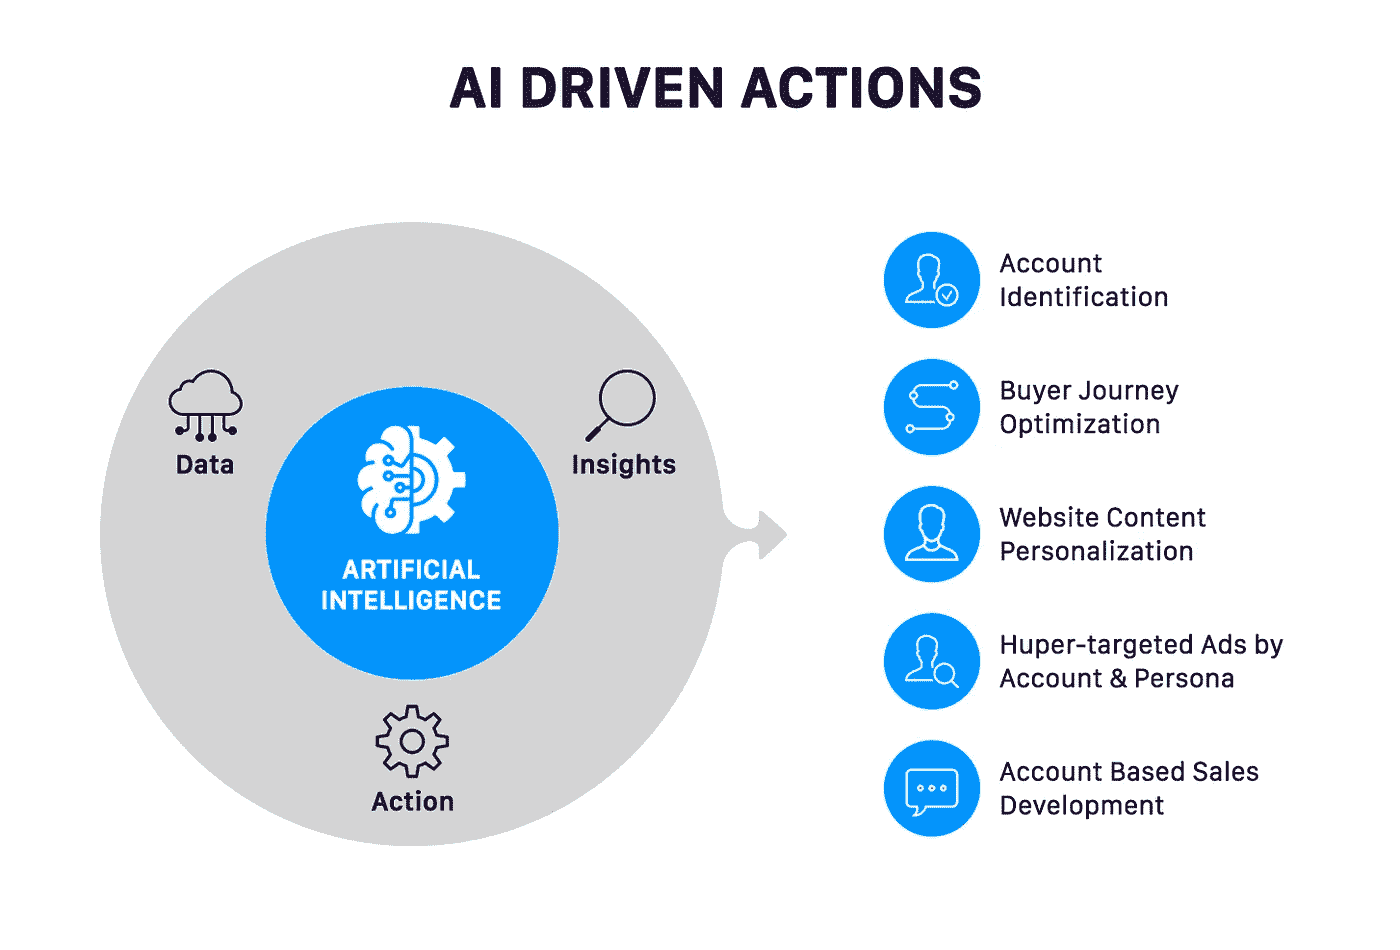 AI DRIVEN ACTIONS
Data
Insights
ARTIFICIAL
INTELLIGENCE
Action
Account
Identification
Buyer Journey
Optimization
Website Content
Personalization
Huper-targeted Ads by
Account & Persona
Account Based Sales
Development